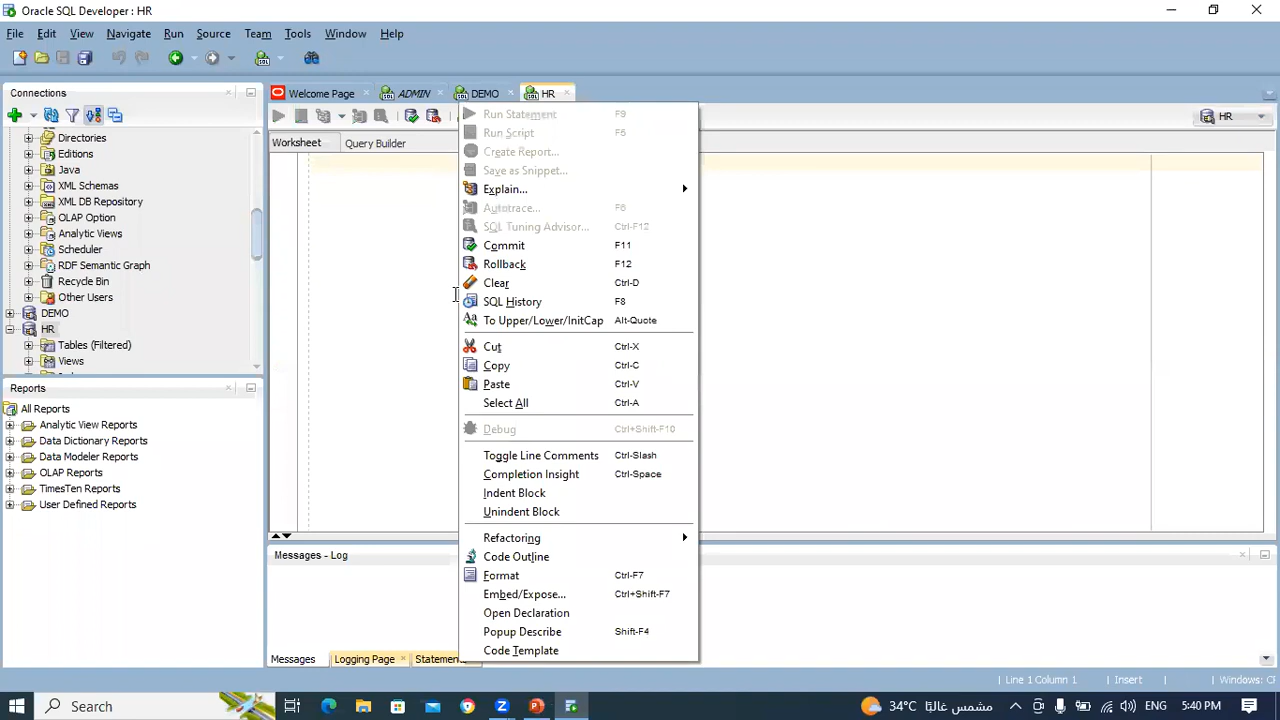 Oracle SQL Developer : HR
File Edit View Navigate Run Source Team Tools Window Help
Connections
Welcome Page
ADMIN
DEMO
HR
HR
Worksheet
Query Builder
Directories
Editions
Java
XML Schemas
XML DB Repository
OLAP Option
Analytic Views
Scheduler
RDF Semantic Graph
Recycle Bin
Other Users
DEMO
HR
Tables (Filtered)
Views
Reports
All Reports
Analytic View Reports
Data Dictionary Reports
Data Modeler Reports
OLAP Reports
TimesTen Reports
User Defined Reports
Run Statement F9
Run Script F5
Create Report...
Save as Snippet...
Explain...
Autotrace... F6
SQL Tuning Advisor... Ctrl-F12
Commit F11
Rollback F12
Clear Ctrl-D
SQL History F8
To Upper/Lower/InitCap Alt-Quote
Cut Ctrl-X
Copy Ctrl-C
Paste Ctrl-V
Select All Ctrl-A
Debug Ctrl+Shift-F10
Toggle Line Comments Ctrl-Slash
Completion Insight Ctrl-Space
Indent Block
Unindent Block
Refactoring
Code Outline
Format Ctrl-F7
Embed/Expose... Ctrl+Shift-F7
Open Declaration
Popup Describe Shift-F4
Code Template
Messages - Log
Messages
Logging Page
Statement
Line 1 Column 1
Insert
Windows: CF
Search
34°C مشمس غالبًا
ENG
5:40 PM